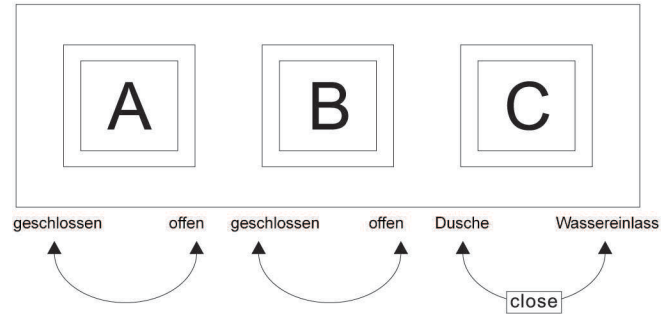 A B C
geschlossen offen geschlossen offen Dusche Wassereinlass
close